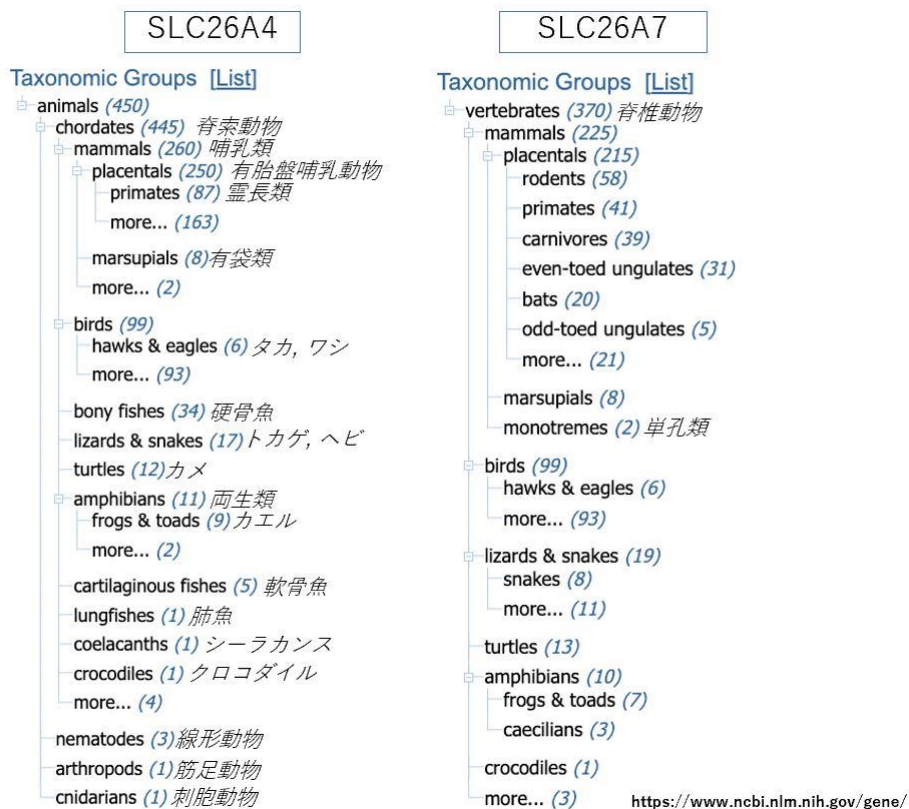 SLC26A4
Taxonomic Groups [List]
animals (450)
chordates (445) 脊索動物
mammals (260) 哺乳類
placentals (250) 有胎盤哺乳動物
primates (87) 霊長類
more... (163)
marsupials (8)有袋類
more... (2)
birds (99)
hawks & eagles (6) タカ, ワシ
more... (93)
bony fishes (34) 硬骨魚
lizards & snakes (17)トカゲ, ヘビ
turtles (12)カメ
amphibians (11) 両生類
frogs & toads (9)カエル
more... (2)
cartilaginous fishes (5) 軟骨魚
lungfishes (1) 肺魚
coelacanths (1) シーラカンス
crocodiles (1) クロコダイル
more... (4)
nematodes (3)線形動物
arthropods (1)筋足動物
cnidarians (1) 刺胞動物
SLC26A7
Taxonomic Groups [List]
vertebrates (370) 脊椎動物
mammals (225)
placentals (215)
rodents (58)
primates (41)
carnivores (39)
even-toed ungulates (31)
bats (20)
odd-toed ungulates (5)
more... (21)
marsupials (8)
monotremes (2) 単孔類
birds (99)
hawks & eagles (6)
more... (93)
lizards & snakes (19)
snakes (8)
more... (11)
turtles (13)
amphibians (10)
frogs & toads (7)
caecilians (3)
crocodiles (1)
more... (3)
https://www.ncbi.nlm.nih.gov/gene/